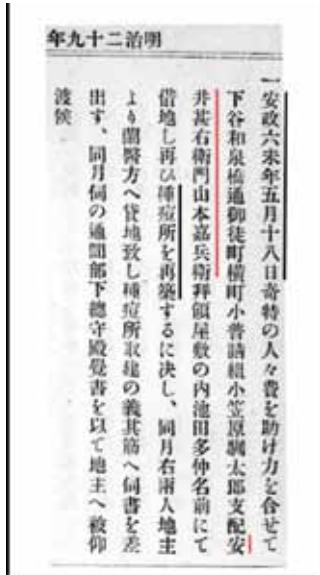 明治二十九年
一安政六未年五月十八日奇特の人々費を助け力を合せて
下谷和泉橋通御徒町横町小普請組小笠原順太郎支配安
井甚右衛門山本嘉兵衛拝領屋敷の内池田多仲名前にて
借地し再ひ種痘所を再築するに決し、同月右兩人地主
より蘭醫方へ貸地致し種痘所取建の義其筋へ伺書を差
出す、同月伺の通間部下總守殿覺書を以て地主へ被仰
渡候